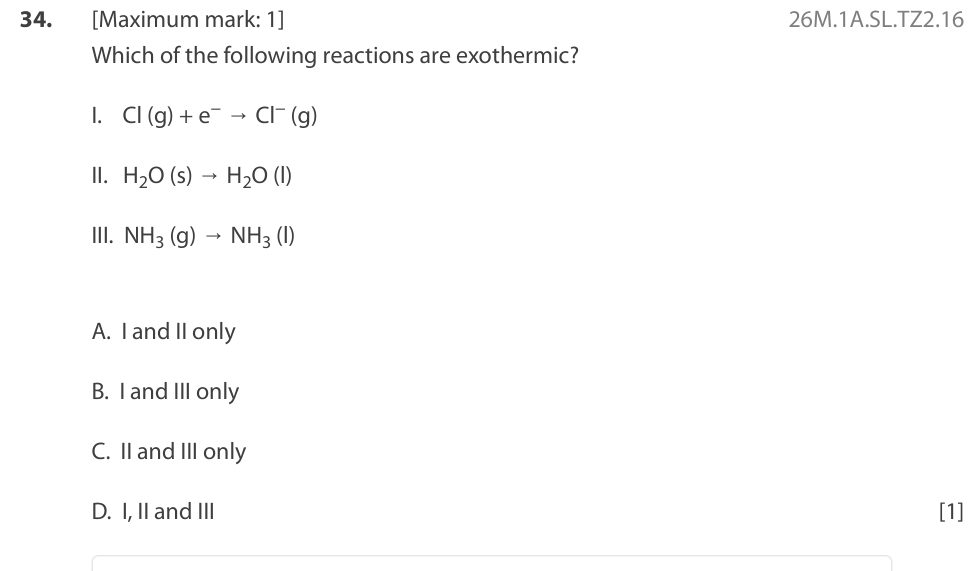 34. [Maximum mark: 1] 26M.1A.SL.TZ2.16
Which of the following reactions are exothermic?
I. Cl (g) + e⁻ → Cl⁻ (g)
II. H₂O (s) → H₂O (l)
III. NH₃ (g) → NH₃ (l)
A. I and II only
B. I and III only
C. II and III only
D. I, II and III [1]